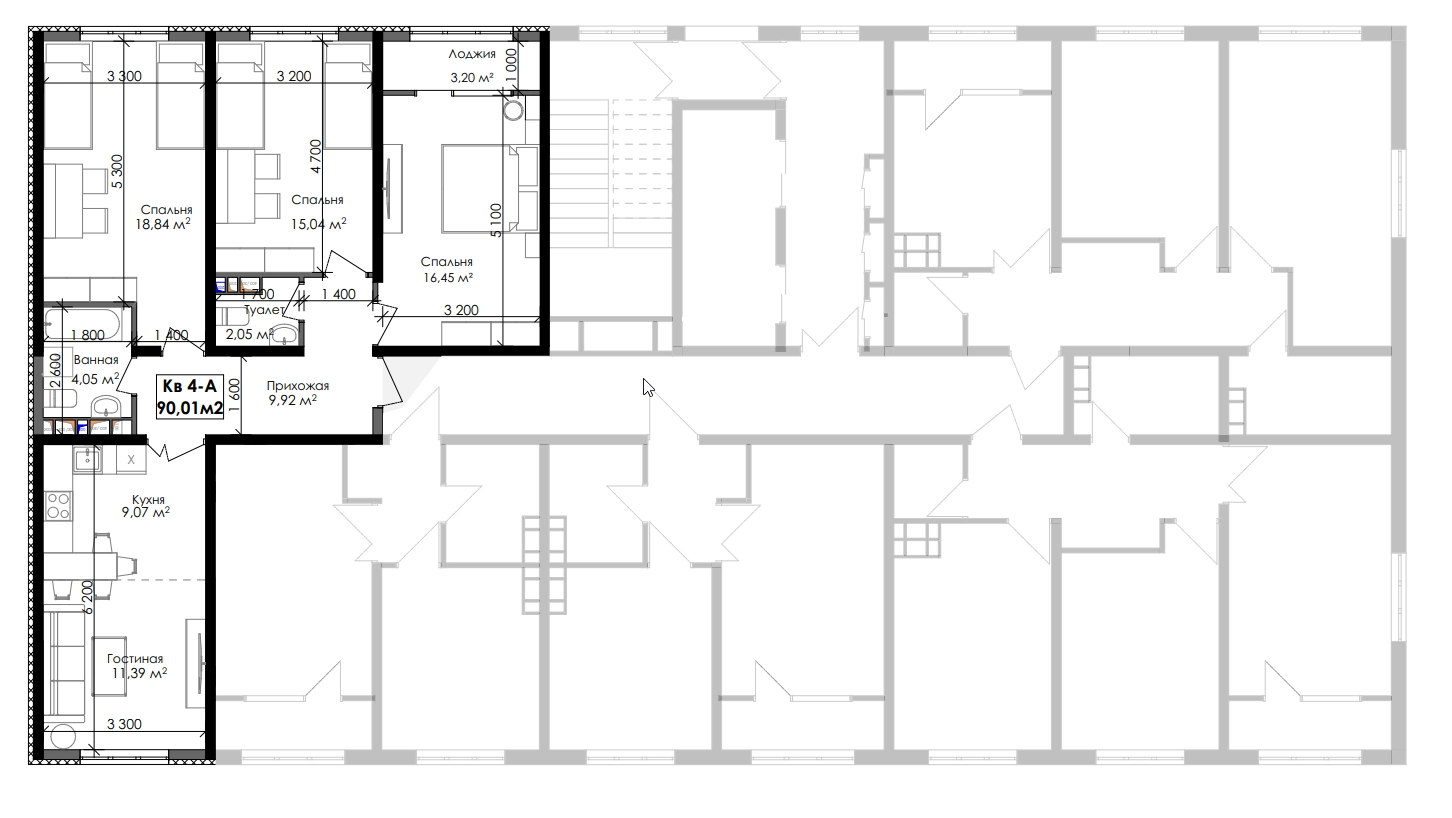 Лоджия
3,20 м²
1 000
3 300
3 200
5 300
4 700
Спальня
18,84 м²
Спальня
15,04 м²
5 100
Спальня
16,45 м²
1 700
1 400
Туалет
2,05 м²
3 200
1 800
1 400
Ванная
4,05 м²
2 600
Кв 4-А
90,01м2
1 600
Прихожая
9,92 м²
X
Кухня
9,07 м²
6 200
Гостиная
11,39 м²
3 300